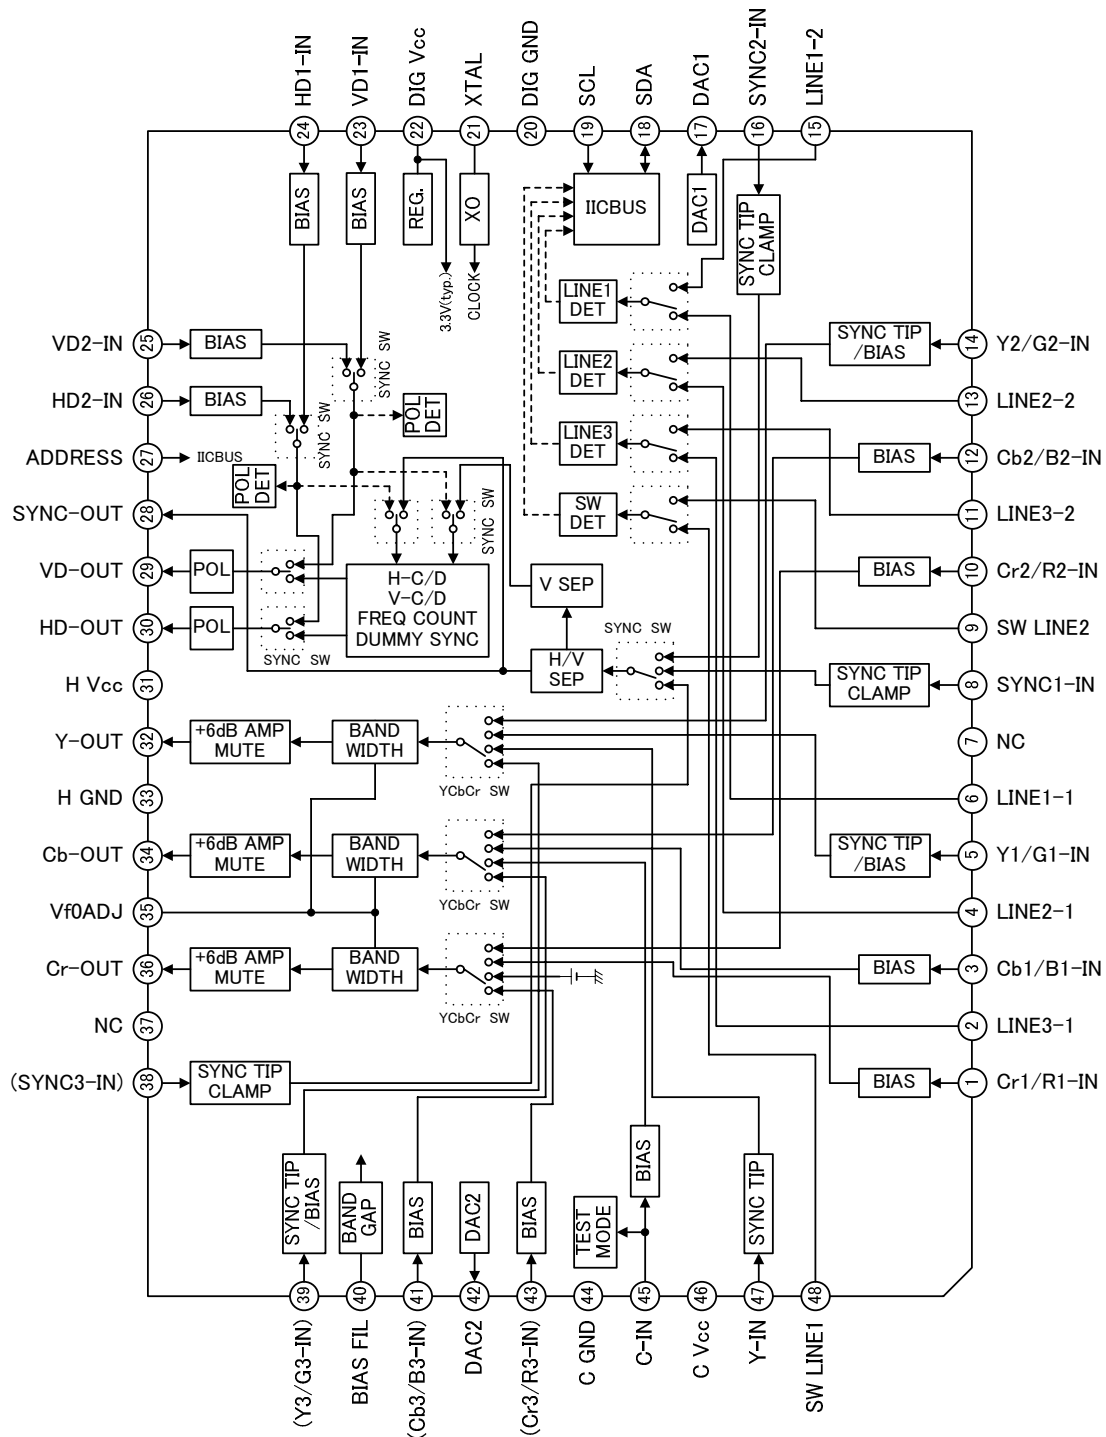 HD1-IN
VD1-IN
DIG Vcc
XTAL
DIG GND
SCL
SDA
DAC1
SYNC2-IN
LINE1-2
24
23
22
21
20
19
18
17
16
15
BIAS
BIAS
REG.
XO
IICBUS
DAC1
SYNC TIP
CLAMP
3.3V(typ.)
CLOCK
LINE1
DET
VD2-IN
25
BIAS
SYNC SW
LINE2
DET
SYNC TIP
/BIAS
14
Y2/G2-IN
HD2-IN
26
BIAS
SYNC SW
POL
DET
13
LINE2-2
ADDRESS
27
IICBUS
POL
DET
LINE3
DET
BIAS
12
Cb2/B2-IN
SYNC-OUT
28
SYNC SW
SW
DET
11
LINE3-2
VD-OUT
29
POL
H-C/D
V-C/D
FREQ COUNT
DUMMY SYNC
V SEP
BIAS
10
Cr2/R2-IN
HD-OUT
30
POL
SYNC SW
SYNC SW
9
SW LINE2
H Vcc
31
H/V
SEP
SYNC TIP
CLAMP
8
SYNC1-IN
Y-OUT
32
+6dB AMP
MUTE
BAND
WIDTH
YCbCr SW
7
NC
H GND
33
6
LINE1-1
Cb-OUT
34
+6dB AMP
MUTE
BAND
WIDTH
YCbCr SW
SYNC TIP
/BIAS
5
Y1/G1-IN
Vf0ADJ
35
4
LINE2-1
Cr-OUT
36
+6dB AMP
MUTE
BAND
WIDTH
YCbCr SW
BIAS
3
Cb1/B1-IN
NC
37
2
LINE3-1
(SYNC3-IN)
38
SYNC TIP
CLAMP
BIAS
1
Cr1/R1-IN
SYNC TIP
/BIAS
BAND
GAP
BIAS
DAC2
BIAS
TEST
MODE
BIAS
SYNC TIP
39
40
41
42
43
44
45
46
47
48
(Y3/G3-IN)
BIAS FIL
(Cb3/B3-IN)
DAC2
(Cr3/R3-IN)
C GND
C-IN
C Vcc
Y-IN
SW LINE1